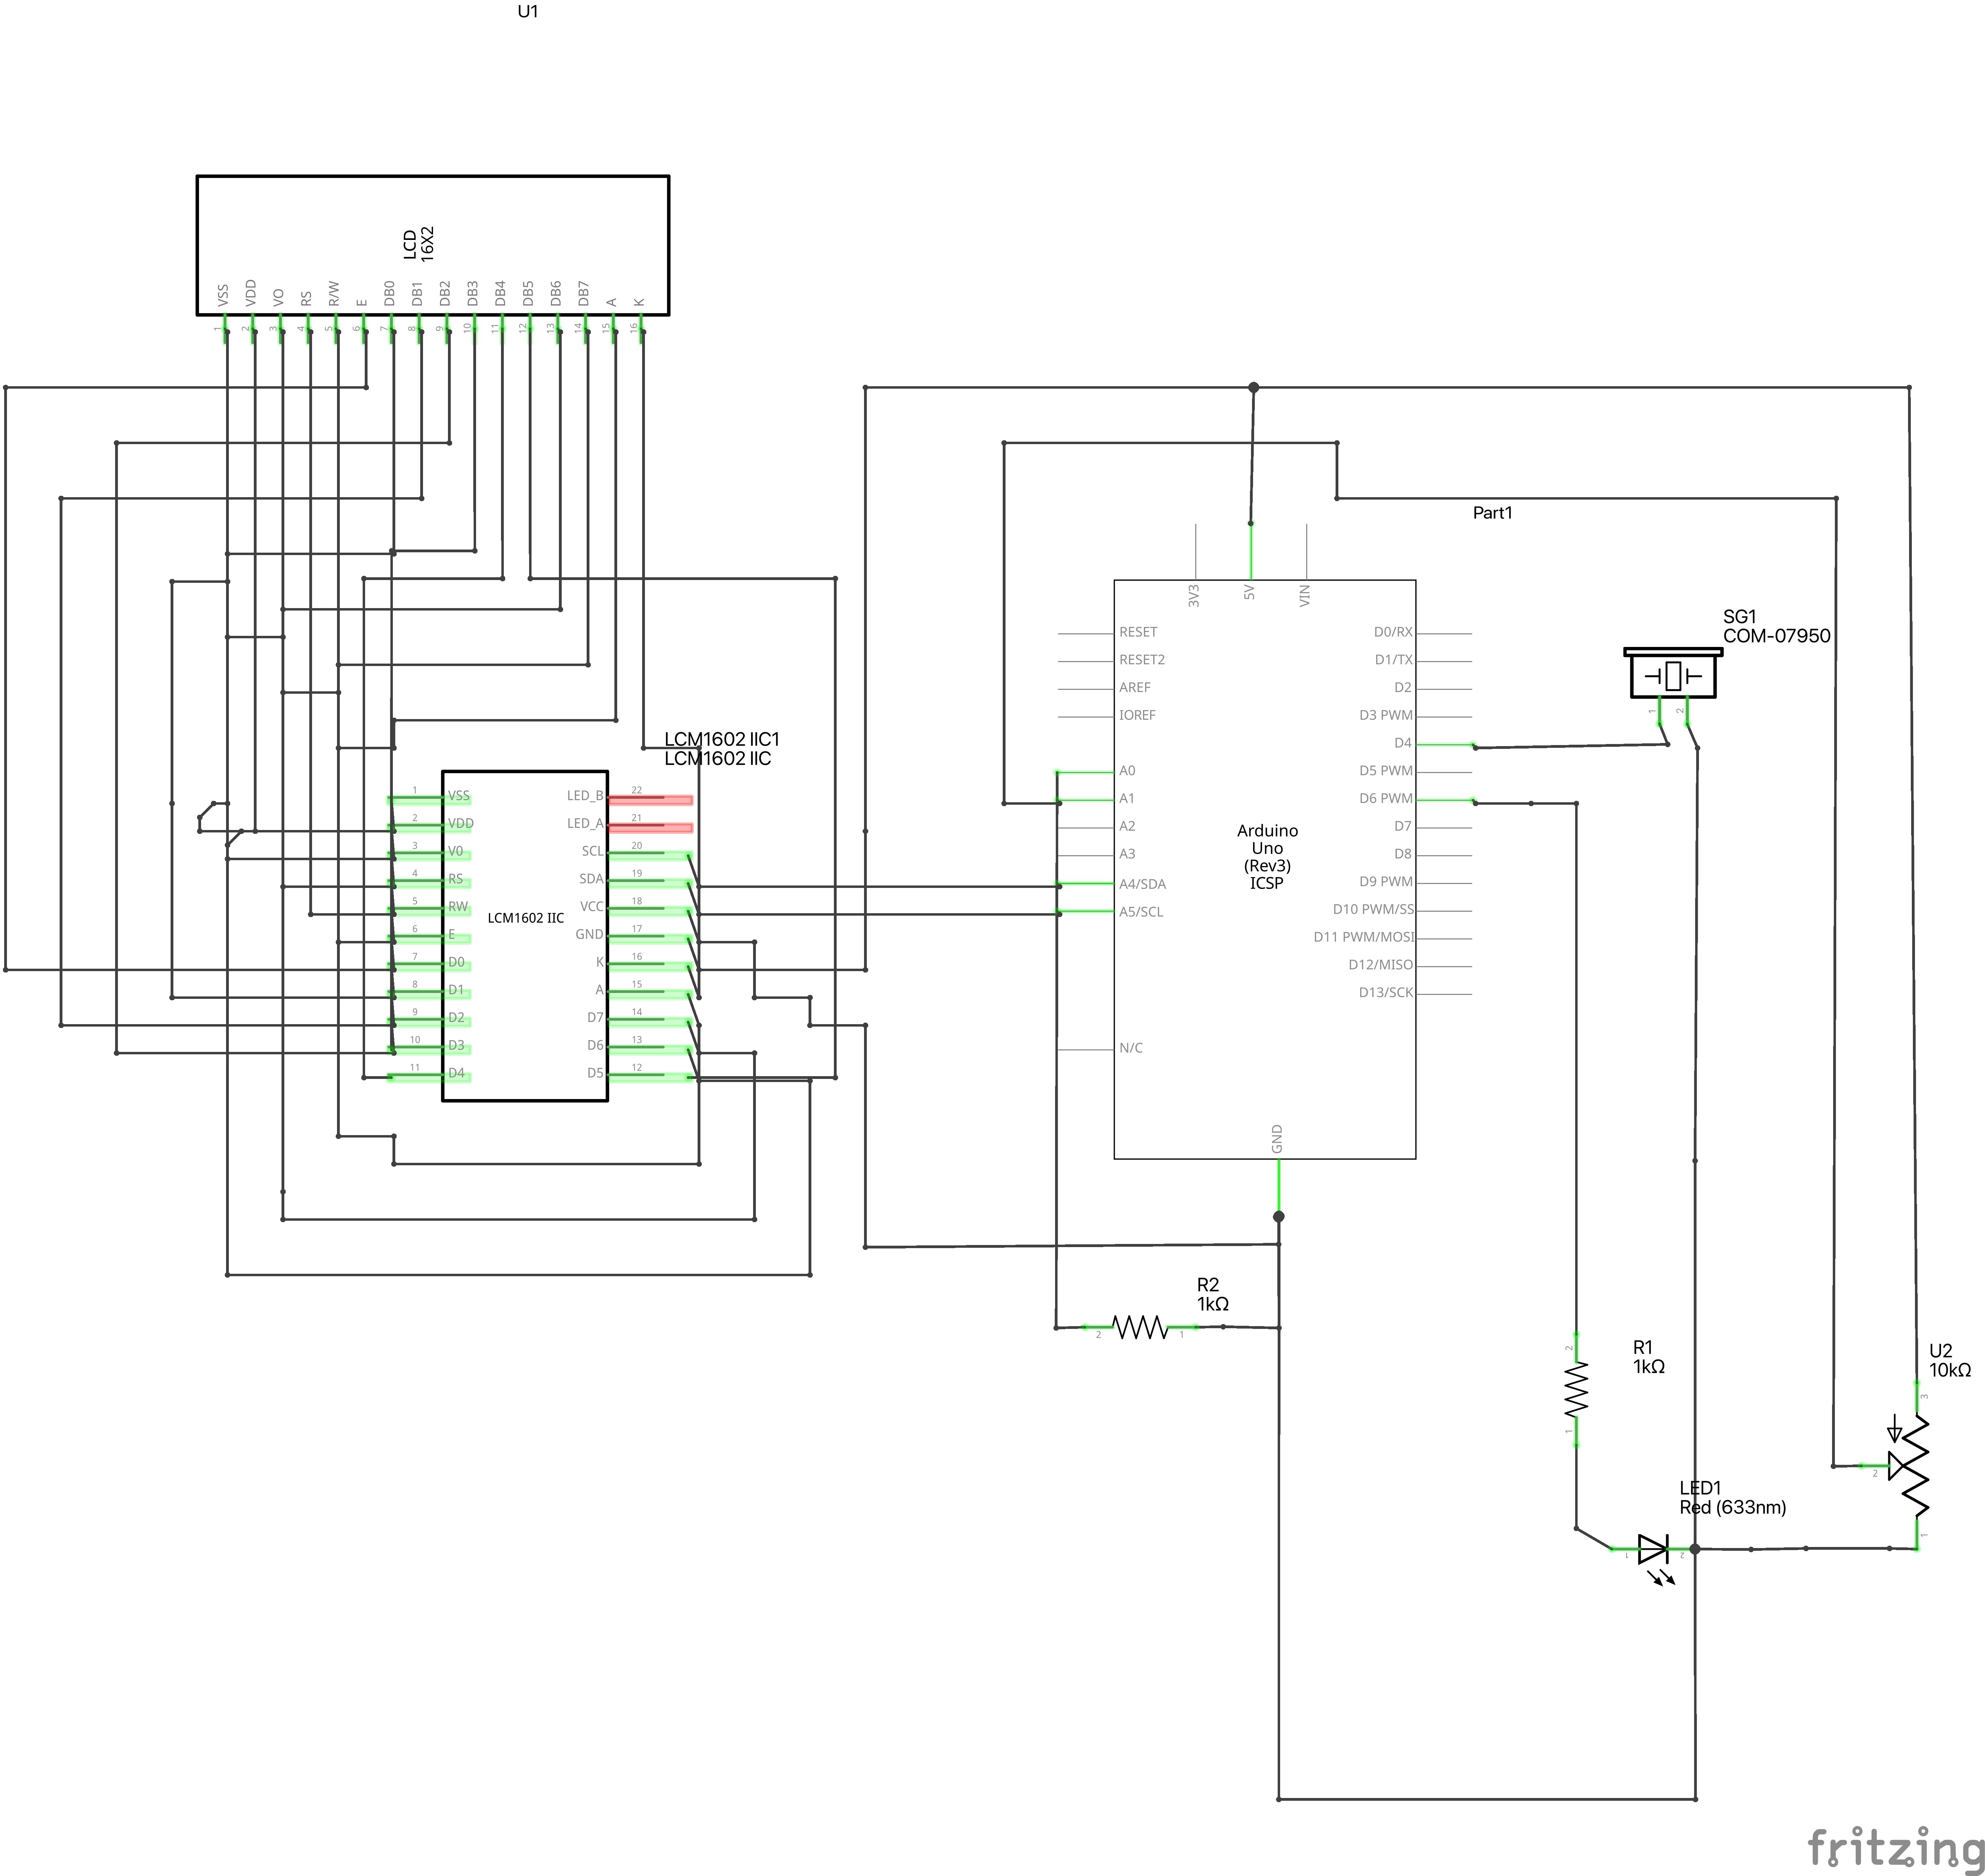 U1
LCD
16X2
VSS
VDD
VO
RS
R/W
E
DB0
DB1
DB2
DB3
DB4
DB5
DB6
DB7
A
K
1
2
3
4
5
6
7
8
9
10
11
12
13
14
15
16
LCM1602 IIC1
LCM1602 IIC
LCM1602 IIC
1 VSS
2 VDD
3 V0
4 RS
5 RW
6 E
7 D0
8 D1
9 D2
10 D3
11 D4
LED_B 22
LED_A 21
SCL 20
SDA 19
VCC 18
GND 17
K 16
A 15
D7 14
D6 13
D5 12
Part1
3V3
5V
VIN
RESET
RESET2
AREF
IOREF
A0
A1
A2
A3
A4/SDA
A5/SCL
N/C
Arduino
Uno
(Rev3)
ICSP
D0/RX
D1/TX
D2
D3 PWM
D4
D5 PWM
D6 PWM
D7
D8
D9 PWM
D10 PWM/SS
D11 PWM/MOSI
D12/MISO
D13/SCK
GND
SG1
COM-07950
1
2
R2
1kΩ
2
1
R1
1kΩ
2
1
U2
10kΩ
3
2
1
LED1
Red (633nm)
1
2
fritzing